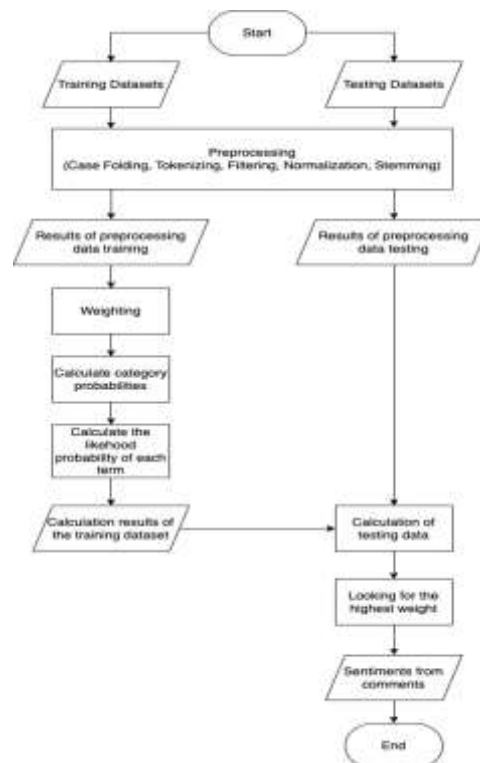 Start
Training Datasets
Testing Datasets
Preprocessing
(Case Folding, Tokenizing, Filtering, Normalization, Stemming)
Results of preprocessing
data training
Results of preprocessing
data testing
Weighting
Calculate category
probabilities
Calculate the
likehood
probability of each
term
Calculation results of
the training dataset
Calculation of
testing data
Looking for the
highest weight
Sentiments from
comments
End